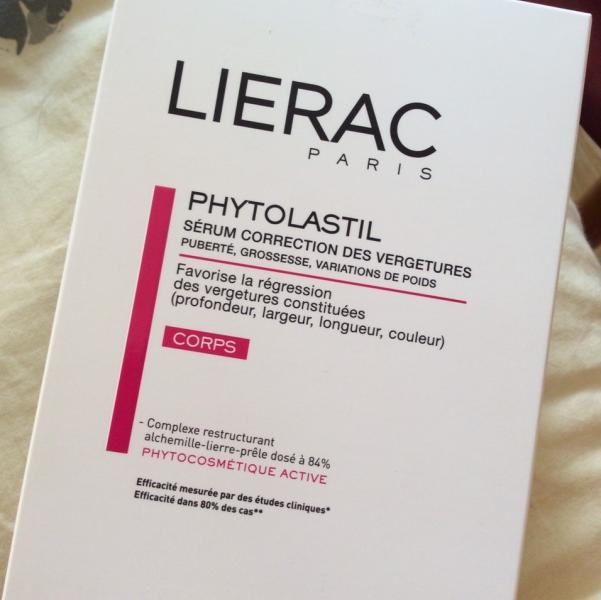 LIERAC
PARIS
PHYTOLASTIL
SÉRUM CORRECTION DES VERGETURES
PUBERTÉ, GROSSESSE, VARIATIONS DE POIDS
Favorise la régression
des vergetures constituées
(profondeur, largeur, longueur, couleur)
CORPS
- Complexe restructurant
alchemille-lierre-prêle dosé à 84%
PHYTOCOSMÉTIQUE ACTIVE
Efficacité mesurée par des études cliniques*
Efficacité dans 80% des cas**